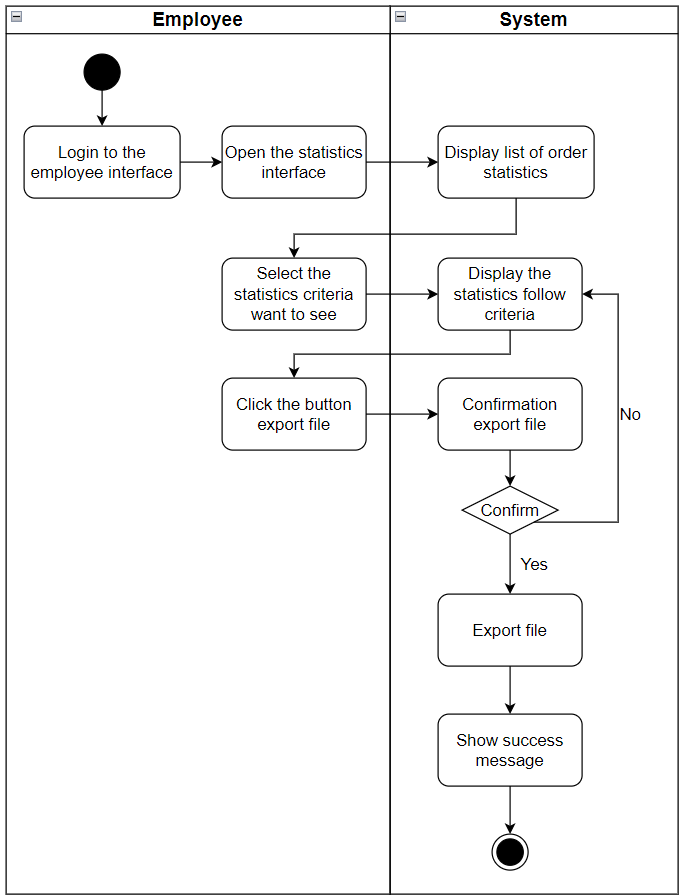 Employee
System
Login to the
employee interface
Open the statistics
interface
Display list of order
statistics
Select the
statistics criteria
want to see
Display the
statistics follow
criteria
Click the button
export file
Confirmation
export file
No
Confirm
Yes
Export file
Show success
message